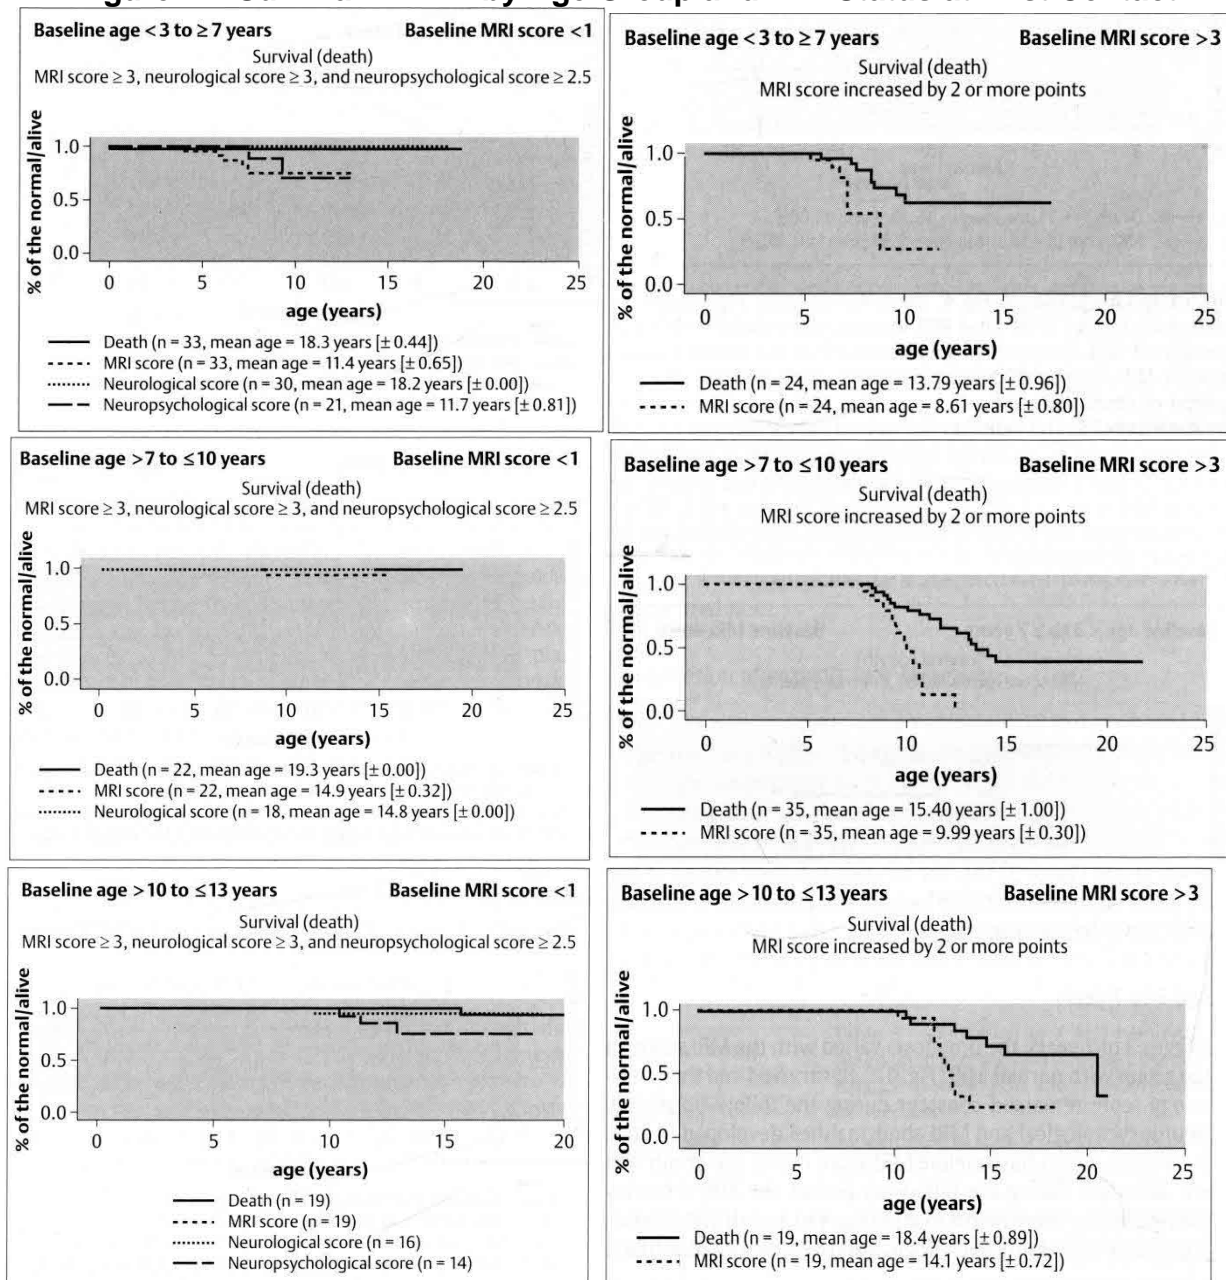 by Age Group and Status at First Contact
Baseline age < 3 to ≥ 7 years Baseline MRI score <1
Survival (death)
MRI score ≥ 3, neurological score ≥ 3, and neuropsychological score ≥ 2.5
% of the normal/alive
1.0
0.5
0.0
0 5 10 15 20 25
age (years)
Death (n = 33, mean age = 18.3 years [± 0.44])
MRI score (n = 33, mean age = 11.4 years [± 0.65])
Neurological score (n = 30, mean age = 18.2 years [± 0.00])
Neuropsychological score (n = 21, mean age = 11.7 years [± 0.81])
Baseline age < 3 to ≥ 7 years Baseline MRI score >3
Survival (death)
MRI score increased by 2 or more points
% of the normal/alive
1.0
0.5
0.0
0 5 10 15 20 25
age (years)
Death (n = 24, mean age = 13.79 years [± 0.96])
MRI score (n = 24, mean age = 8.61 years [± 0.80])
Baseline age >7 to ≤10 years Baseline MRI score <1
Survival (death)
MRI score ≥ 3, neurological score ≥ 3, and neuropsychological score ≥ 2.5
% of the normal/alive
1.0
0.5
0.0
0 5 10 15 20 25
age (years)
Death (n = 22, mean age = 19.3 years [± 0.00])
MRI score (n = 22, mean age = 14.9 years [± 0.32])
Neurological score (n = 18, mean age = 14.8 years [± 0.00])
Baseline age >7 to ≤10 years Baseline MRI score >3
Survival (death)
MRI score increased by 2 or more points
% of the normal/alive
1.0
0.5
0.0
0 5 10 15 20 25
age (years)
Death (n = 35, mean age = 15.40 years [± 1.00])
MRI score (n = 35, mean age = 9.99 years [± 0.30])
Baseline age >10 to ≤13 years Baseline MRI score <1
Survival (death)
MRI score ≥ 3, neurological score ≥ 3, and neuropsychological score ≥ 2.5
% of the normal/alive
1.0
0.5
0.0
0 5 10 15 20
age (years)
Death (n = 19)
MRI score (n = 19)
Neurological score (n = 16)
Neuropsychological score (n = 14)
Baseline age >10 to ≤13 years Baseline MRI score >3
Survival (death)
MRI score increased by 2 or more points
% of the normal/alive
1.0
0.5
0.0
0 5 10 15 20 25
age (years)
Death (n = 19, mean age = 18.4 years [± 0.89])
MRI score (n = 19, mean age = 14.1 years [± 0.72])